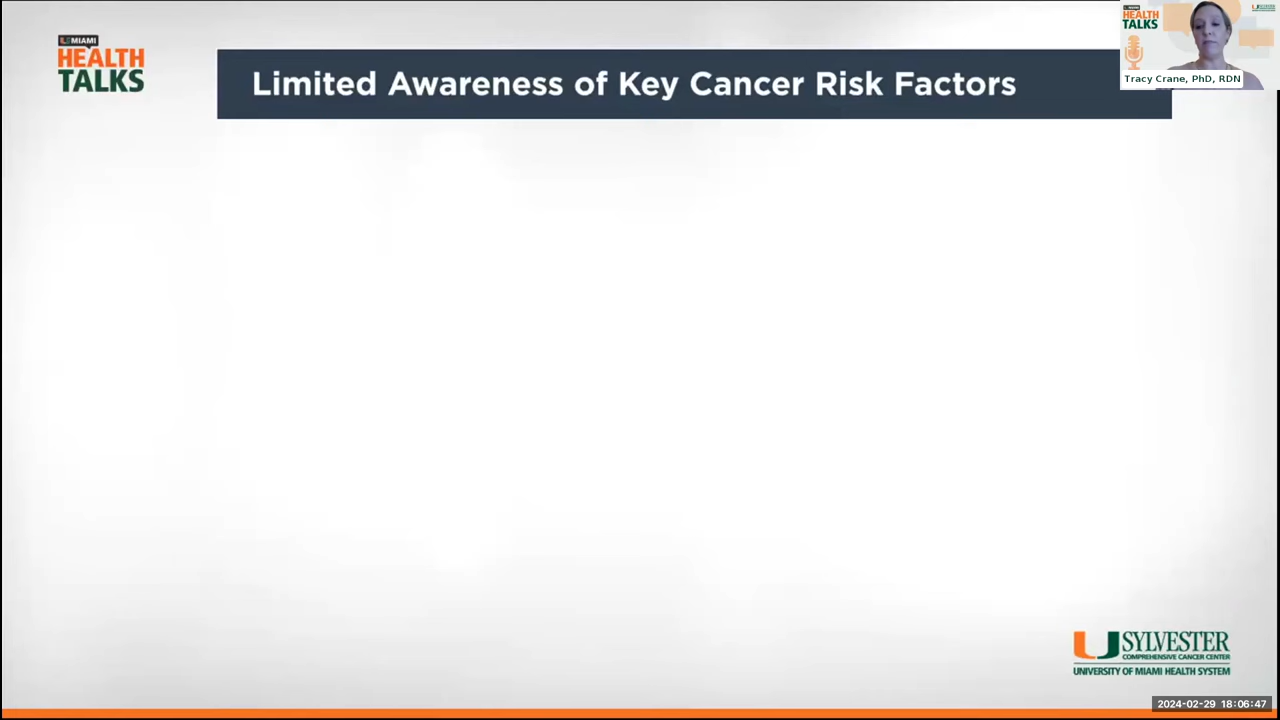 U MIAMI
HEALTH
TALKS
Limited Awareness of Key Cancer Risk Factors
HEALTH
TALKS
Tracy Crane, PhD, RDN
SYLVESTER
COMPREHENSIVE CANCER CENTER
UNIVERSITY OF MIAMI HEALTH SYSTEM
2024-02-29 18:06:47